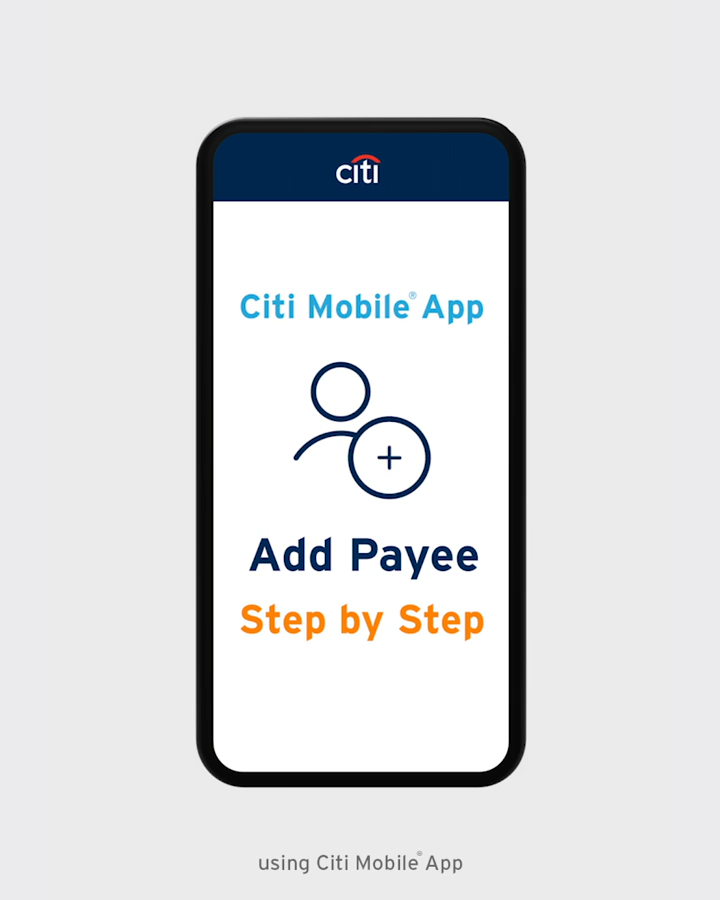 citi
Citi Mobile® App
Add Payee
Step by Step
using Citi Mobile® App